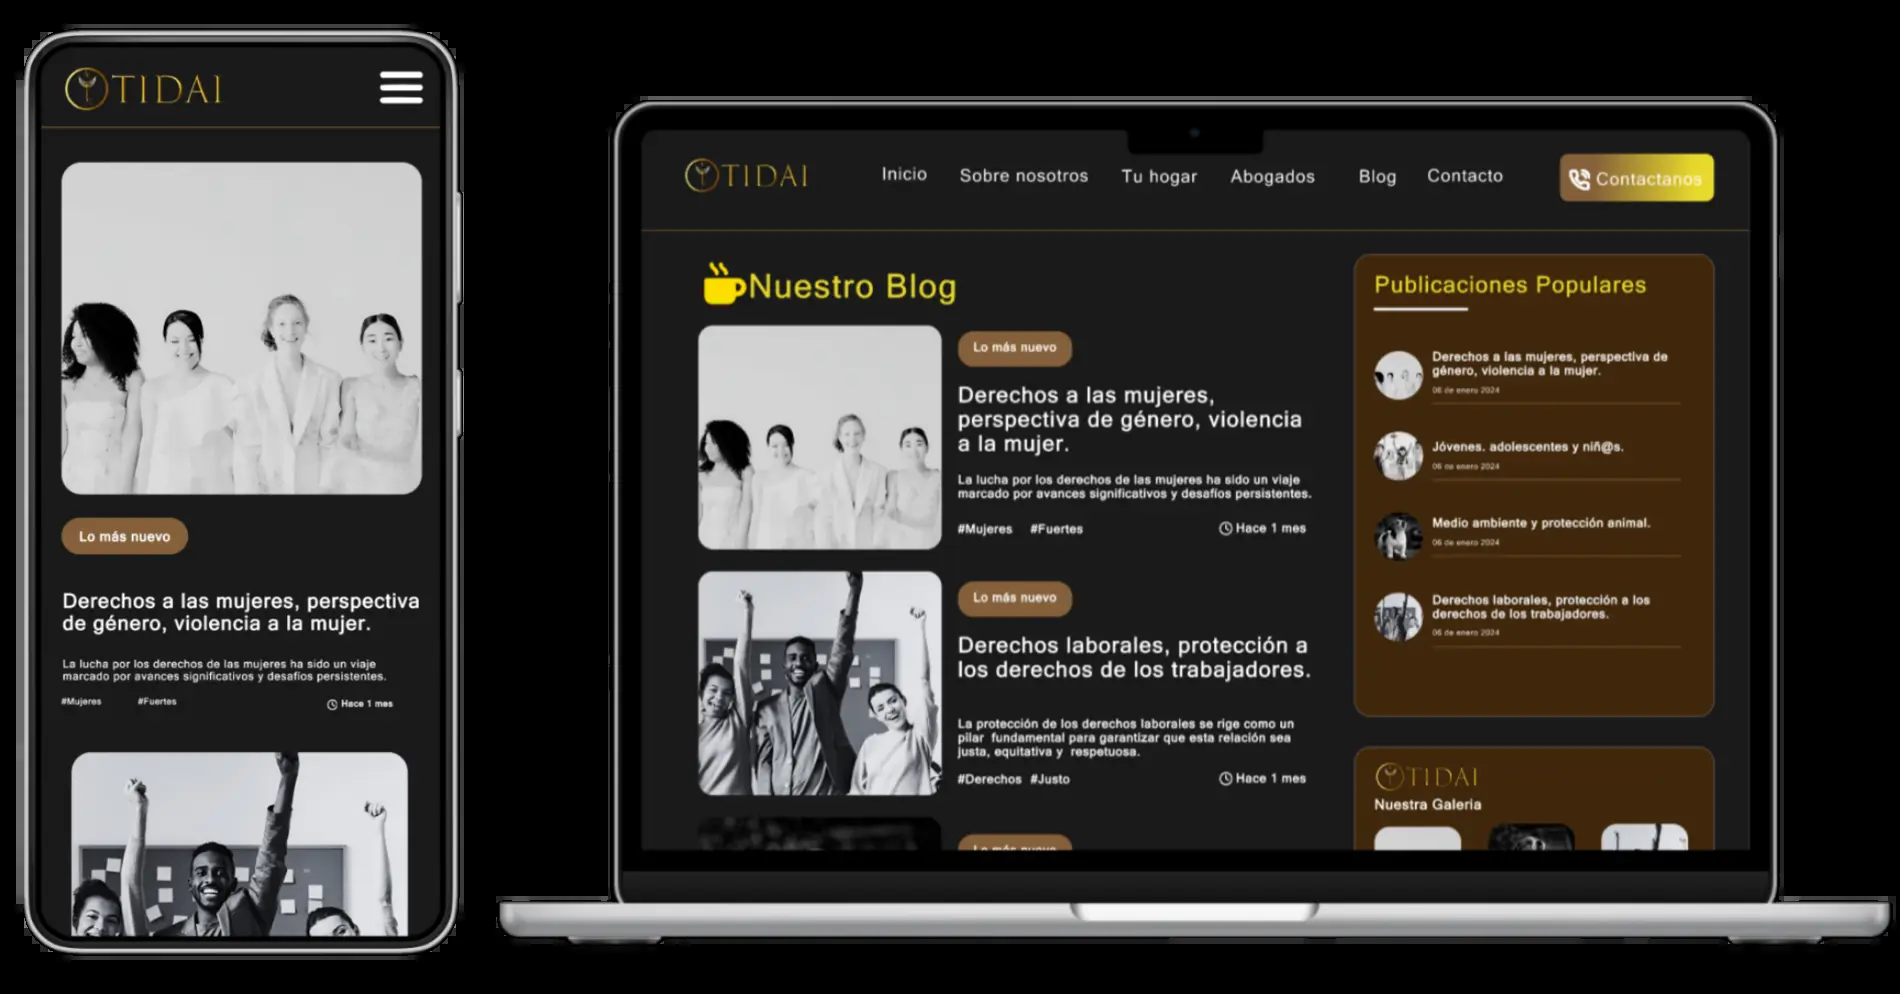 TIDAI
Lo más nuevo
Derechos a las mujeres, perspectiva
de género, violencia a la mujer.
La lucha por los derechos de las mujeres ha sido un viaje
marcado por avances significativos y desafíos persistentes.
#Mujeres #Fuertes Hace 1 mes
TIDAI Inicio Sobre nosotros Tu hogar Abogados Blog Contacto Contactanos
Nuestro Blog
Lo más nuevo
Derechos a las mujeres,
perspectiva de género, violencia
a la mujer.
La lucha por los derechos de las mujeres ha sido un viaje
marcado por avances significativos y desafíos persistentes.
#Mujeres #Fuertes Hace 1 mes
Lo más nuevo
Derechos laborales, protección a
los derechos de los trabajadores.
La protección de los derechos laborales se rige como un
pilar fundamental para garantizar que esta relación sea
justa, equitativa y respetuosa.
#Derechos #Justo Hace 1 mes
Lo más nuevo
Publicaciones Populares
Derechos a las mujeres, perspectiva de
género, violencia a la mujer.
06 de enero 2024
Jóvenes. adolescentes y niñ@s.
06 de enero 2024
Medio ambiente y protección animal.
06 de enero 2024
Derechos laborales, protección a los
derechos de los trabajadores.
06 de enero 2024
TIDAI
Nuestra Galeria